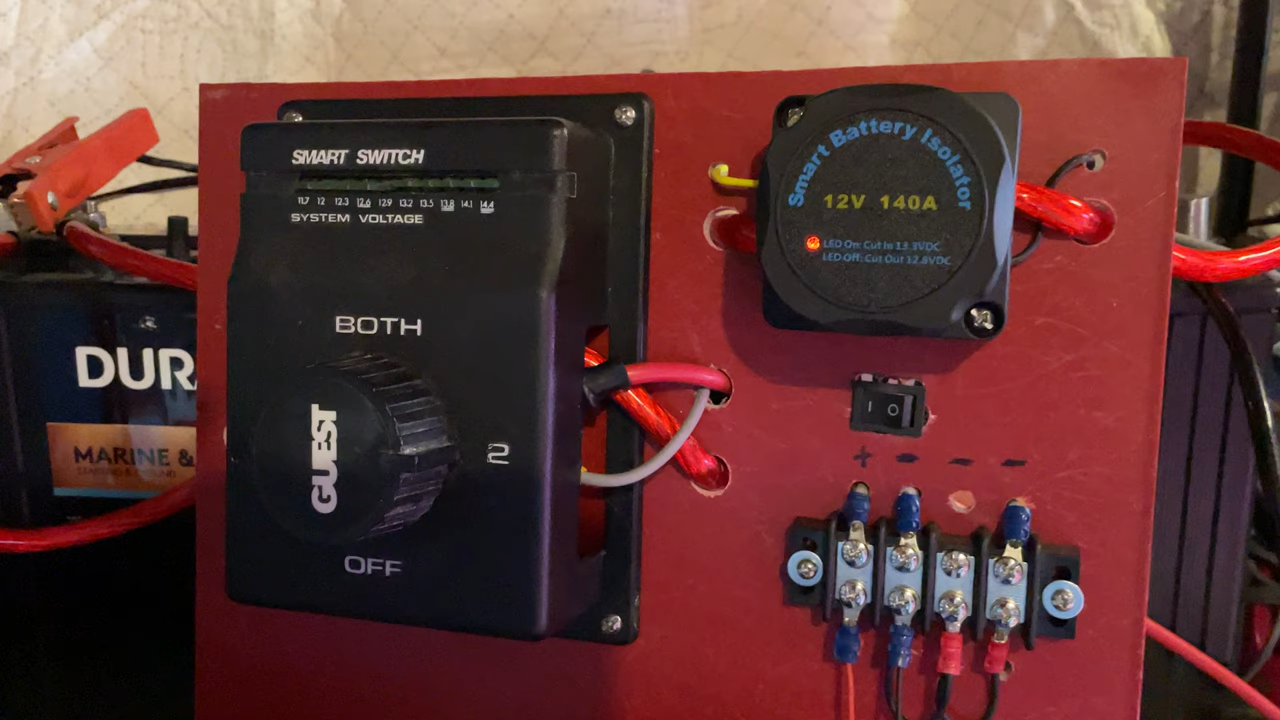 SMART SWITCH
11.7 12 12.3 12.6 12.9 13.2 13.5 13.8 14.1 14.4
SYSTEM VOLTAGE
BOTH
GUEST
2
OFF
Smart Battery Isolator
12V 140A
LED On: Cut In 13.3VDC
LED Off: Cut Out 12.8VDC
I O
+ - - -
DURA
MARINE &